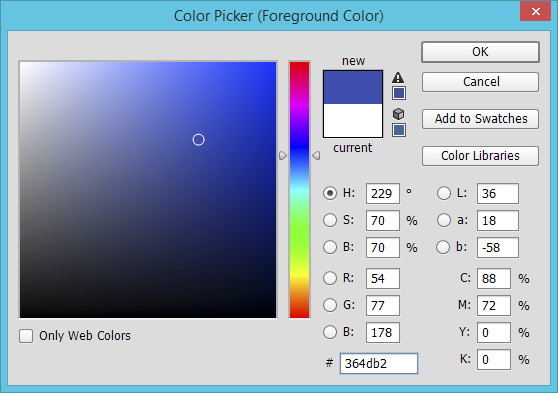 Color Picker (Foreground Color)
new
current
OK
Cancel
Add to Swatches
Color Libraries
H: 229 °
S: 70 %
B: 70 %
R: 54
G: 77
B: 178
# 364db2
L: 36
a: 18
b: -58
C: 88 %
M: 72 %
Y: 0 %
K: 0 %
Only Web Colors